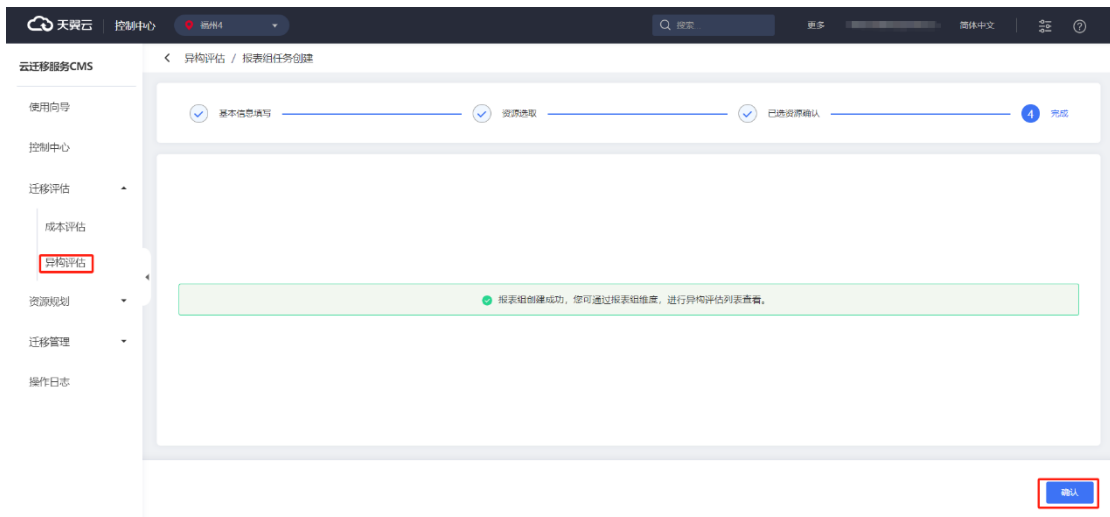 天翼云 控制中心 福州4 搜索... 更多 简体中文
云迁移服务CMS
异构评估 / 报表组任务创建
使用向导
基本信息填写 资源选取 已选资源确认 4 完成
控制中心
迁移评估
成本评估
异构评估
资源规划
报表组创建成功，您可通过报表组维度，进行异构评估列表查看。
迁移管理
操作日志
确认